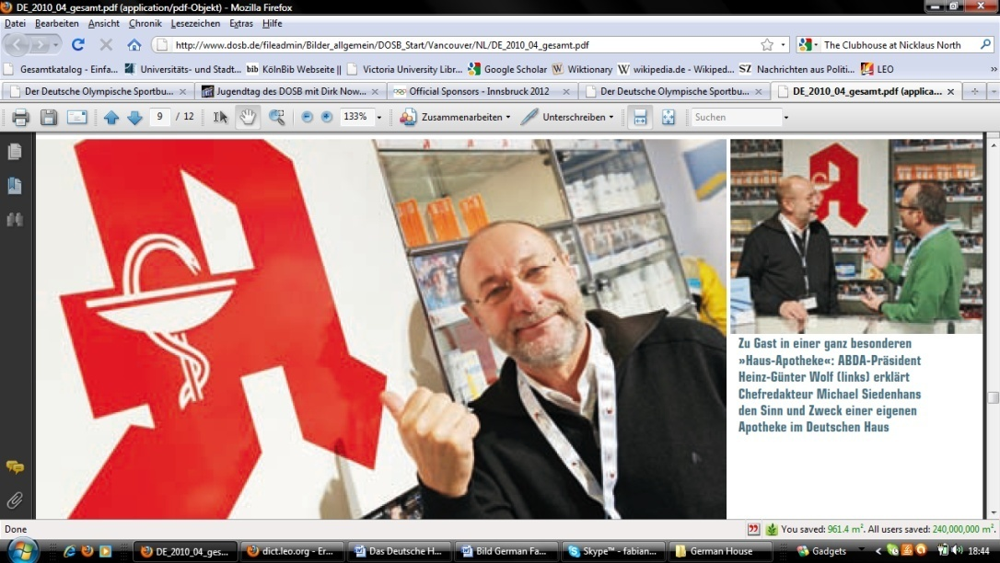 DE_2010_04_gesamt.pdf (application/pdf-Objekt) - Mozilla Firefox
Datei Bearbeiten Ansicht Chronik Lesezeichen Extras Hilfe
http://www.dosb.de/fileadmin/Bilder_allgemein/DOSB_Start/Vancouver/NL/DE_2010_04_gesamt.pdf
The Clubhouse at Nicklaus North
Gesamtkatalog - Einfa... Universitäts- und Stadt... bib KölnBib Webseite || Victoria University Libr... Google Scholar W Wiktionary W wikipedia.de - Wikiped... SZ Nachrichten aus Politi... LEO
Der Deutsche Olympische Sportbu... Jugendtag des DOSB mit Dirk Now... Official Sponsors - Innsbruck 2012 Der Deutsche Olympische Sportbu... DE_2010_04_gesamt.pdf (applica...
9 / 12 133% Zusammenarbeiten Unterschreiben Suchen
Zu Gast in einer ganz besonderen
»Haus-Apotheke«: ABDA-Präsident
Heinz-Günter Wolf (links) erklärt
Chefredakteur Michael Siedenhans
den Sinn und Zweck einer eigenen
Apotheke im Deutschen Haus
Done You saved: 961.4 m². All users saved: 240,000,000 m².
DE_2010_04_ges... dict.leo.org - Er... Das Deutsche H... Bild German Fa... Skype™ - fabian... German House Gadgets 18:44